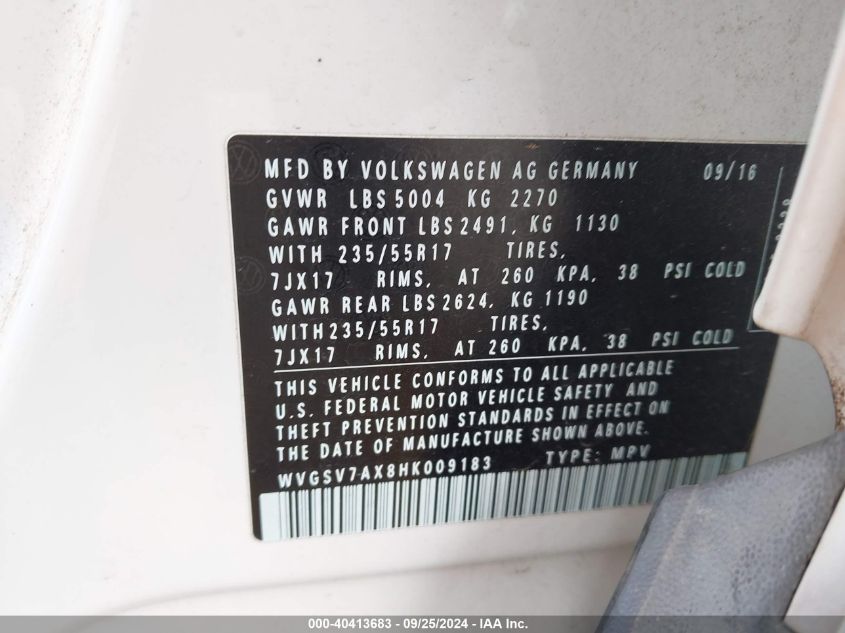 MFD BY VOLKSWAGEN AG GERMANY 09/16
GVWR LBS 5004 KG 2270
GAWR FRONT LBS 2491, KG 1130
WITH 235/55R17 TIRES,
7JX17 RIMS, AT 260 KPA, 38 PSI COLD
GAWR REAR LBS 2624, KG 1190
WITH 235/55R17 TIRES,
7JX17 RIMS, AT 260 KPA, 38 PSI COLD
THIS VEHICLE CONFORMS TO ALL APPLICABLE
U.S. FEDERAL MOTOR VEHICLE SAFETY AND
THEFT PREVENTION STANDARDS IN EFFECT ON
THE DATE OF MANUFACTURE SHOWN ABOVE.
WVGSV7AX8HK009183 TYPE: MPV
000-40413683 / 09/25/2024 - IAA Inc.